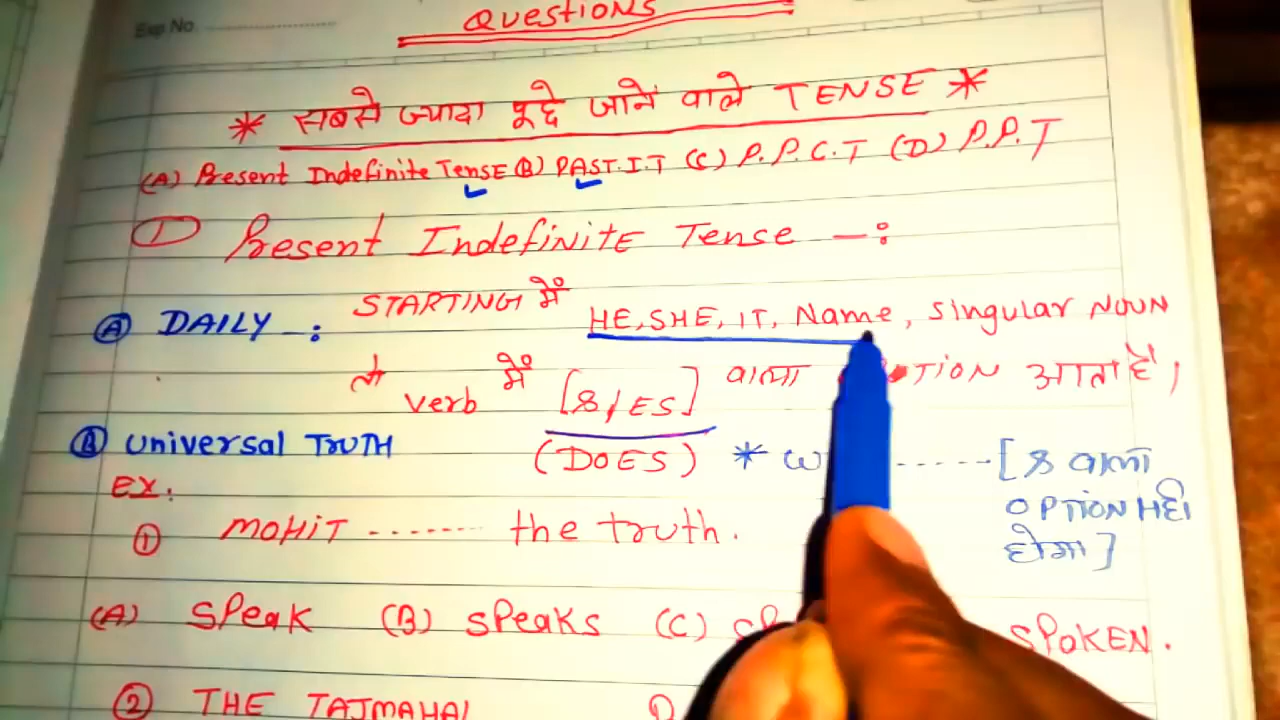 Exp No.
QUESTIONS
* सबसे ज्यादा पूछे जाने वाले TENSE *
(A) Present Indefinite Tense (B) PAST.I.T (C) P.P.C.T (D) P.P.T
① Present Indefinite Tense -:
Ⓐ DAILY -: STARTING में HE, SHE, IT, Name, Singular NOUN
तो verb में [S/ES] वाला TION आता है।
Ⓑ Universal TRUTH (DOES) * [S वाला
OPTION सही
होगा]
EX:
① MOHIT ------- the truth.
(A) Speak (B) Speaks (C) SPOKEN.
② THE TAJMAHAL